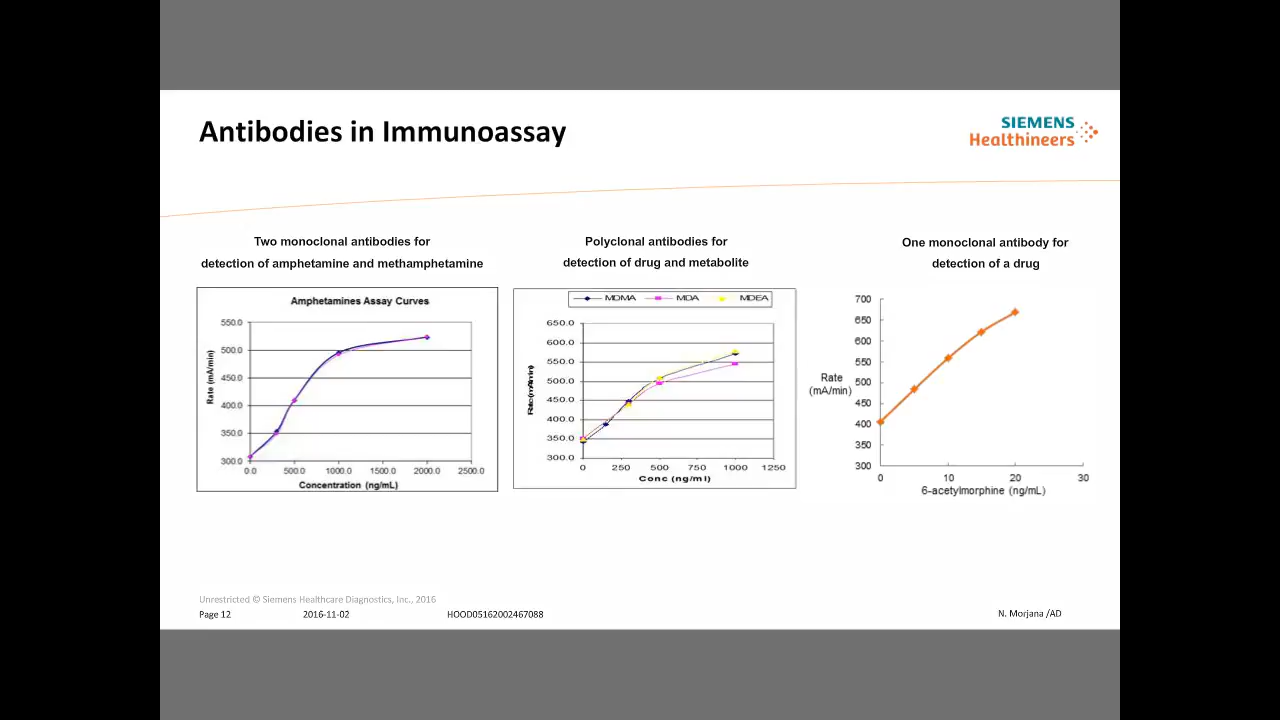 Antibodies in Immunoassay
SIEMENS
Healthineers
Two monoclonal antibodies for
detection of amphetamine and methamphetamine
Amphetamines Assay Curves
Rate (mA/min)
550.0
500.0
450.0
400.0
350.0
300.0
0.0 500.0 1000.0 1500.0 2000.0 2500.0
Concentration (ng/mL)
Polyclonal antibodies for
detection of drug and metabolite
MDMA MDA MDEA
Rate (mA/min)
650.0
600.0
550.0
500.0
450.0
400.0
350.0
300.0
0 250 500 750 1000 1250
Conc (ng/ml)
One monoclonal antibody for
detection of a drug
Rate
(mA/min)
700
650
600
550
500
450
400
350
300
0 10 20 30
6-acetylmorphine (ng/mL)
Unrestricted © Siemens Healthcare Diagnostics, Inc., 2016
Page 12 2016-11-02 HOOD05162002467088 N. Morjana /AD